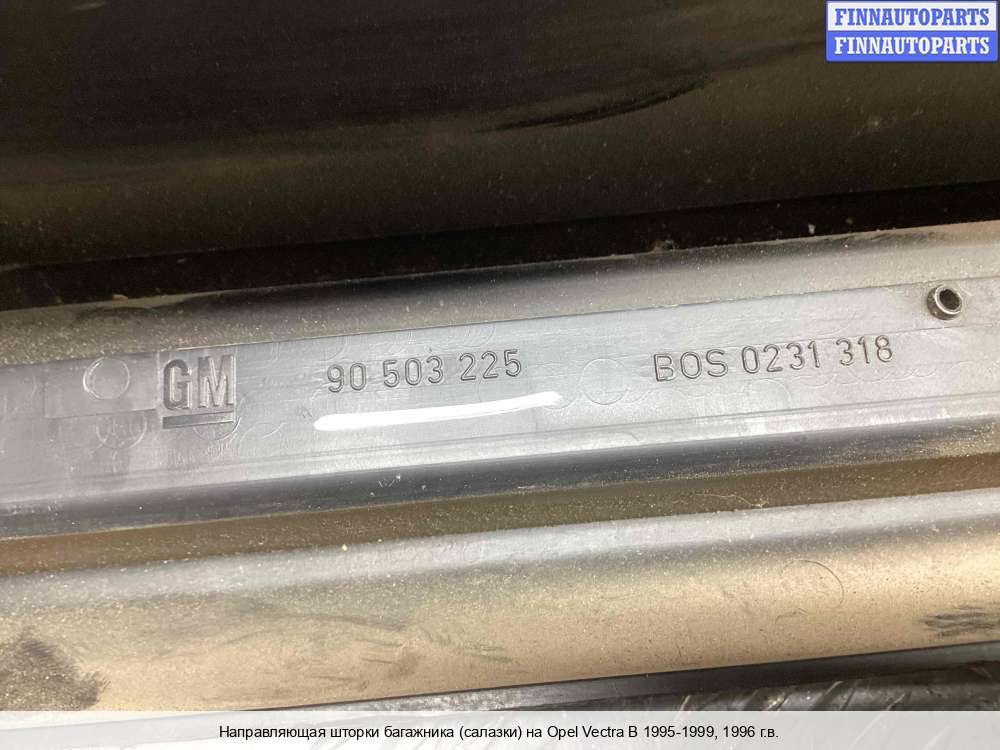 FINNAUTOPARTS
FINNAUTOPARTS
GM 90 503 225 BOS 0231 318
Направляющая шторки багажника (салазки) на Opel Vectra B 1995-1999, 1996 г.в.